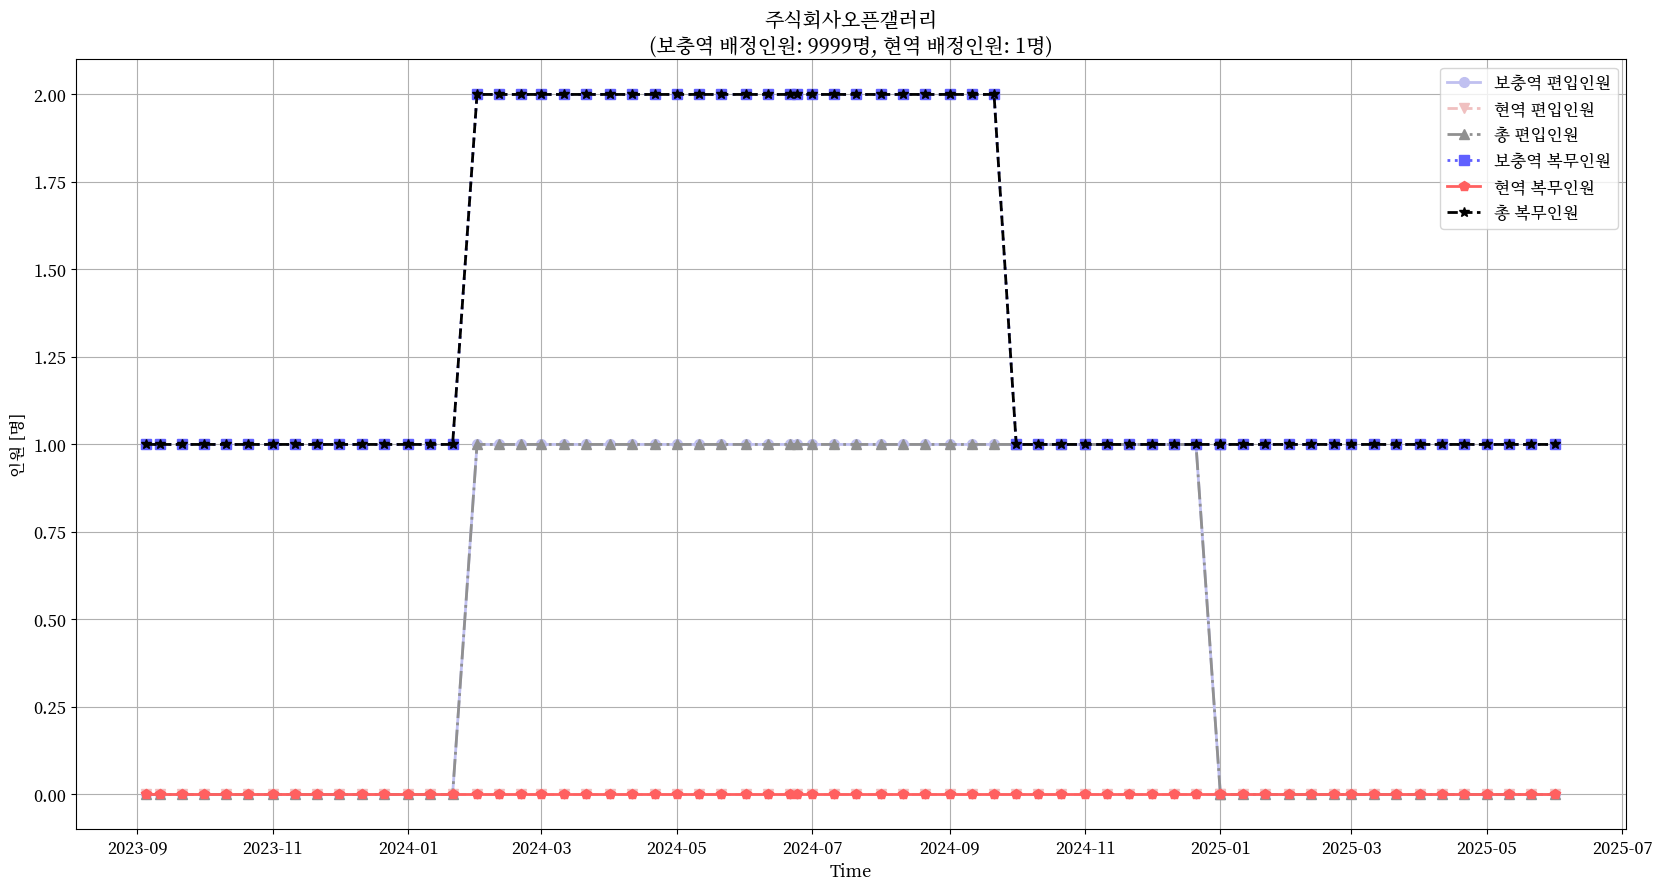 주식회사오픈갤러리
(보충역 배정인원: 9999명, 현역 배정인원: 1명)
보충역 편입인원
현역 편입인원
총 편입인원
보충역 복무인원
현역 복무인원
총 복무인원
인원 [명]
2.00
1.75
1.50
1.25
1.00
0.75
0.50
0.25
0.00
2023-09 2023-11 2024-01 2024-03 2024-05 2024-07 2024-09 2024-11 2025-01 2025-03 2025-05 2025-07
Time